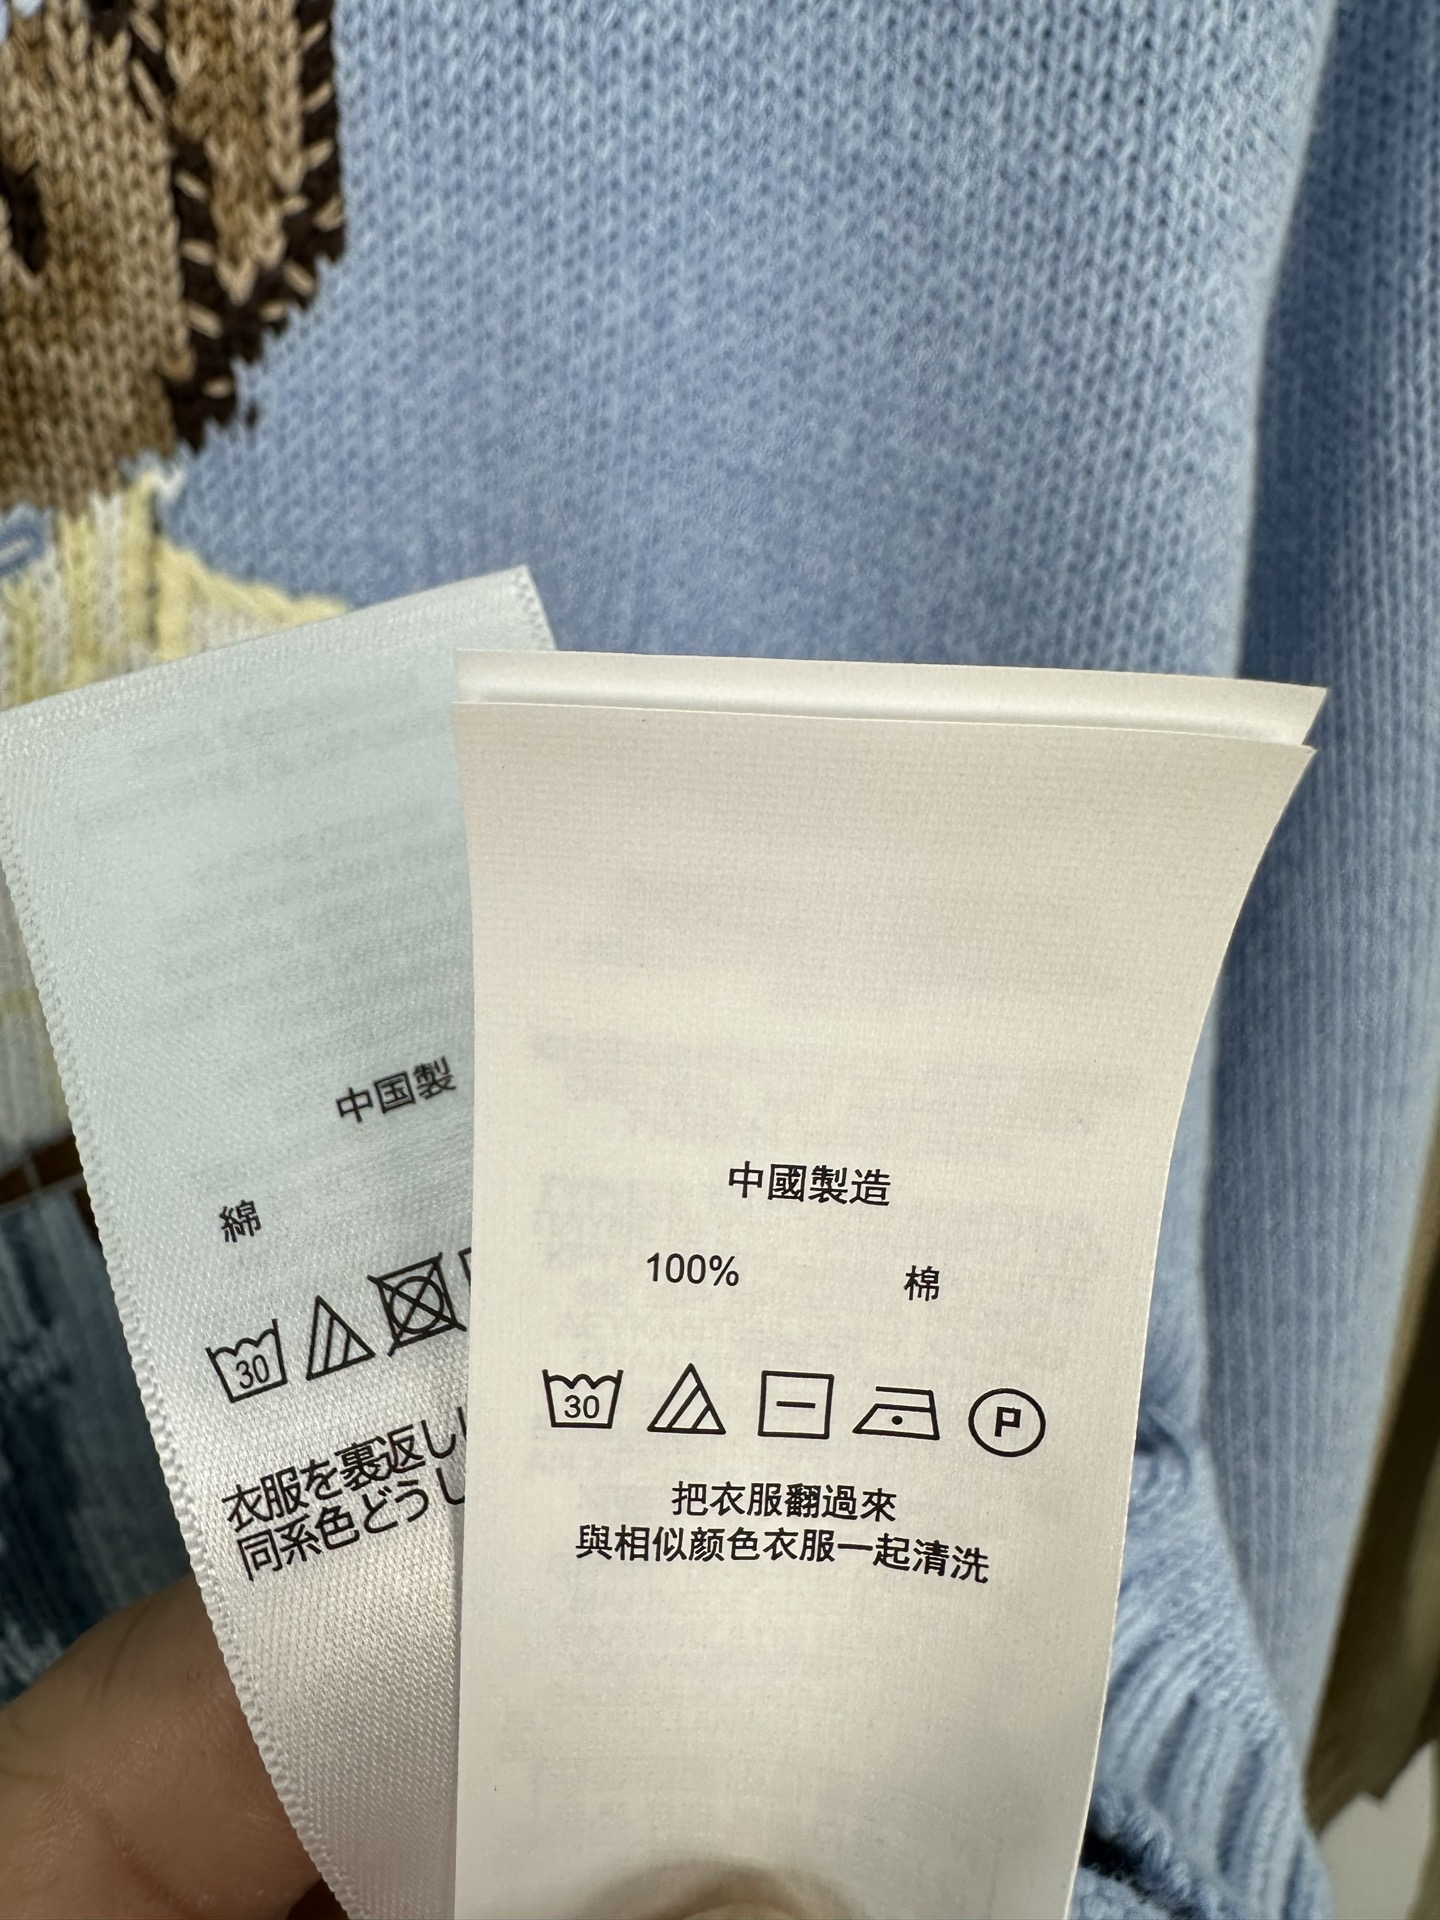 中国製
綿
30
衣服を裏返し
同系色どうし
中國製造
100% 棉
30 P
把衣服翻過來
與相似颜色衣服一起清洗